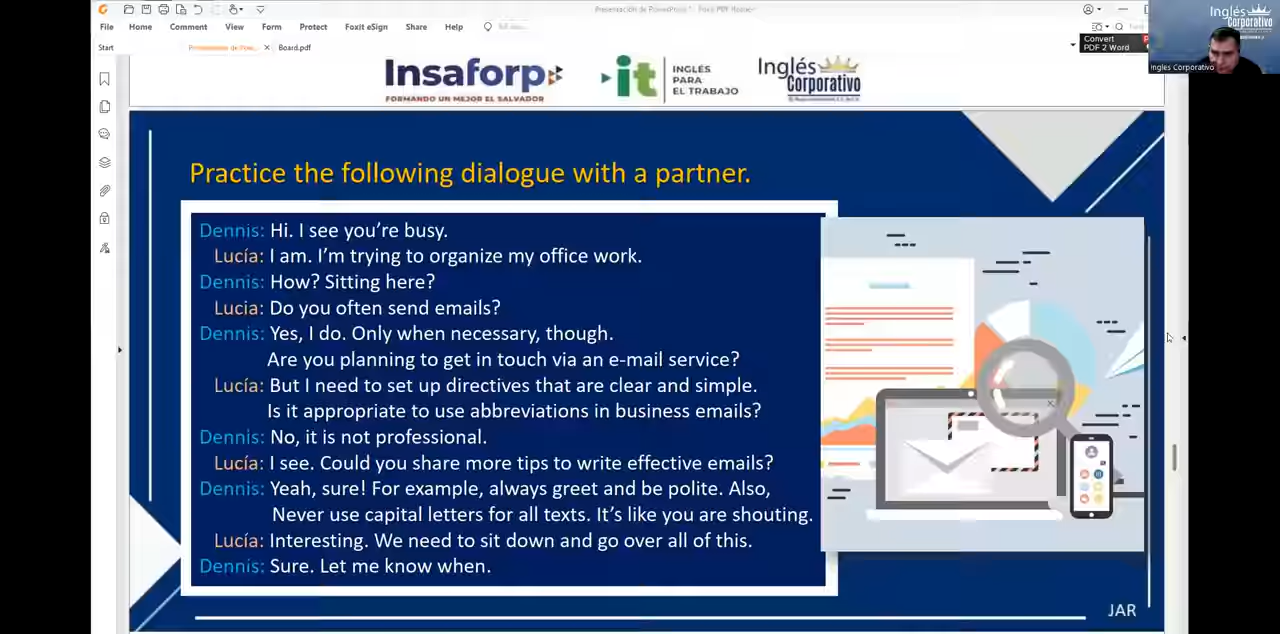 Presentación de PowerPoint - Foxit PDF Reader
File Home Comment View Form Protect Foxit eSign Share Help
Convert
PDF 2 Word
Inglés
Corporativo
Ingles Corporativo
Start
Board.pdf
Insaforp
FORMANDO UN MEJOR EL SALVADOR
it
INGLÉS
PARA
EL TRABAJO
Inglés
Corporativo
Practice the following dialogue with a partner.
Dennis: Hi. I see you're busy.
Lucía: I am. I'm trying to organize my office work.
Dennis: How? Sitting here?
Lucia: Do you often send emails?
Dennis: Yes, I do. Only when necessary, though.
Are you planning to get in touch via an e-mail service?
Lucía: But I need to set up directives that are clear and simple.
Is it appropriate to use abbreviations in business emails?
Dennis: No, it is not professional.
Lucía: I see. Could you share more tips to write effective emails?
Dennis: Yeah, sure! For example, always greet and be polite. Also,
Never use capital letters for all texts. It's like you are shouting.
Lucía: Interesting. We need to sit down and go over all of this.
Dennis: Sure. Let me know when.
JAR